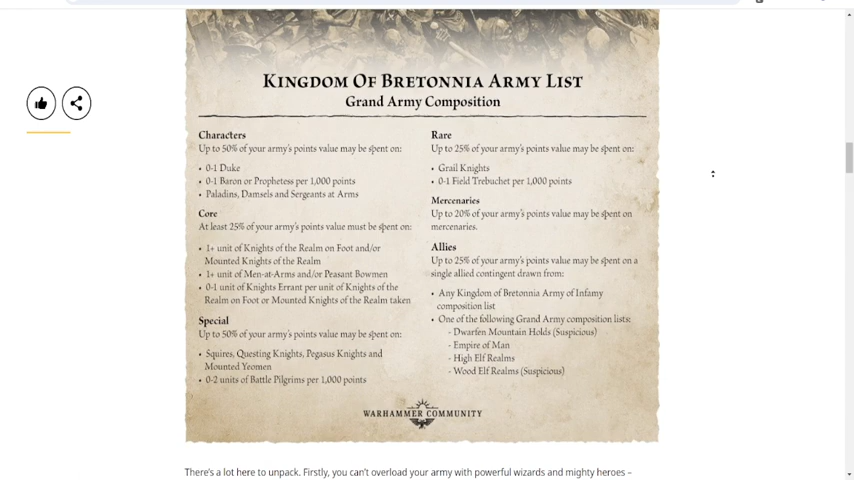 Kingdom Of Bretonnia Army List
Grand Army Composition
Characters
Up to 50% of your army's points value may be spent on:
• 0-1 Duke
• 0-1 Baron or Prophetess per 1,000 points
• Paladins, Damsels and Sergeants at Arms
Core
At least 25% of your army's points value must be spent on:
• 1+ unit of Knights of the Realm on Foot and/or
Mounted Knights of the Realm
• 1+ unit of Men-at-Arms and/or Peasant Bowmen
• 0-1 unit of Knights Errant per unit of Knights of the
Realm on Foot or Mounted Knights of the Realm taken
Special
Up to 50% of your army's points value may be spent on:
• Squires, Questing Knights, Pegasus Knights and
Mounted Yeomen
• 0-2 units of Battle Pilgrims per 1,000 points
Rare
Up to 25% of your army's points value may be spent on:
• Grail Knights
• 0-1 Field Trebuchet per 1,000 points
Mercenaries
Up to 20% of your army's points value may be spent on
mercenaries.
Allies
Up to 25% of your army's points value may be spent on a
single allied contingent drawn from:
• Any Kingdom of Bretonnia Army of Infamy
composition list
• One of the following Grand Army composition lists:
- Dwarfen Mountain Holds (Suspicious)
- Empire of Man
- High Elf Realms
- Wood Elf Realms (Suspicious)
WARHAMMER COMMUNITY
There's a lot here to unpack. Firstly, you can't overload your army with powerful wizards and mighty heroes –